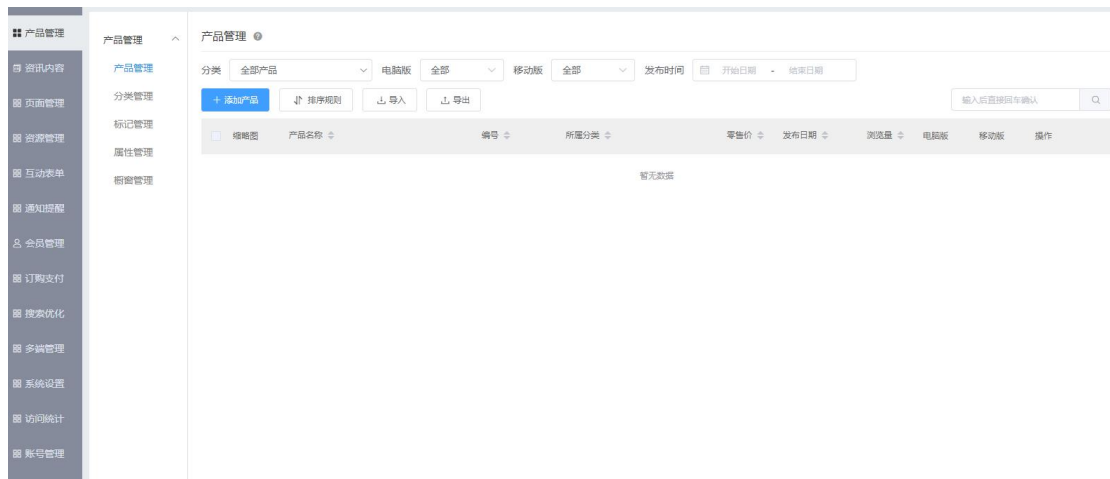 产品管理
资讯内容
页面管理
资源管理
互动表单
通知提醒
会员管理
订购支付
搜索优化
多端管理
系统设置
访问统计
账号管理
产品管理
产品管理
分类管理
标记管理
属性管理
橱窗管理
产品管理
分类 全部产品 电脑版 全部 移动版 全部 发布时间 开始日期 - 结束日期
+ 添加产品 排序规则 导入 导出 输入后直接回车确认
缩略图 产品名称 编号 所属分类 零售价 发布日期 浏览量 电脑版 移动版 操作
暂无数据